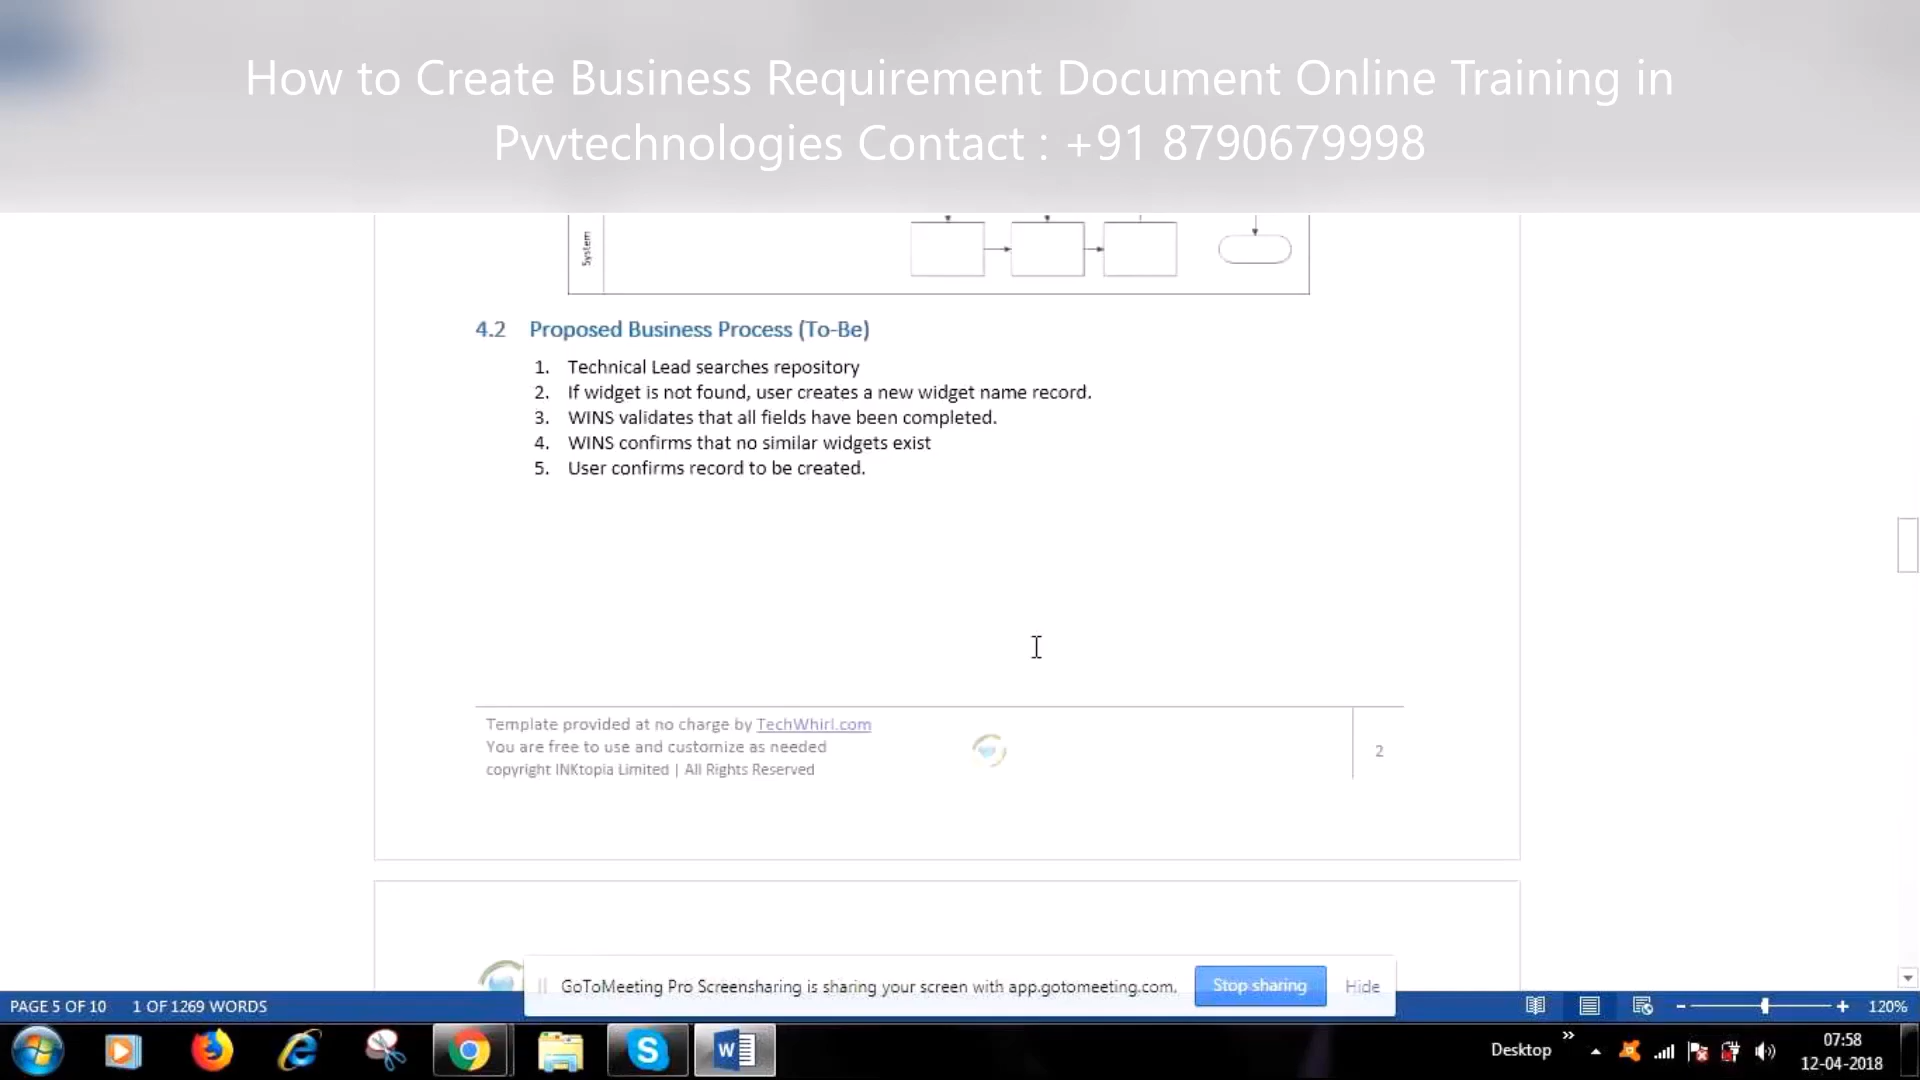 How to Create Business Requirement Document Online Training in
Pvvtechnologies Contact : +91 8790679998
System
4.2 Proposed Business Process (To-Be)
1. Technical Lead searches repository
2. If widget is not found, user creates a new widget name record.
3. WINS validates that all fields have been completed.
4. WINS confirms that no similar widgets exist
5. User confirms record to be created.
Template provided at no charge by TechWhirl.com
You are free to use and customize as needed
copyright INKtopia Limited | All Rights Reserved
2
GoToMeeting Pro Screensharing is sharing your screen with app.gotomeeting.com.
Stop sharing
Hide
PAGE 5 OF 10 1 OF 1269 WORDS
120%
Desktop
07:58
12-04-2018